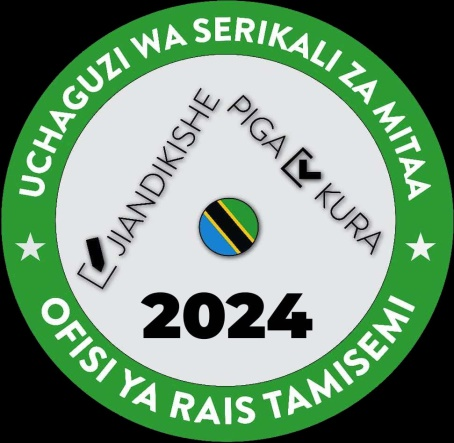 UCHAGUZI WA SERIKALI ZA MITAA
JIANDIKISHE
PIGA KURA
2024
OFISI YA RAIS TAMISEMI